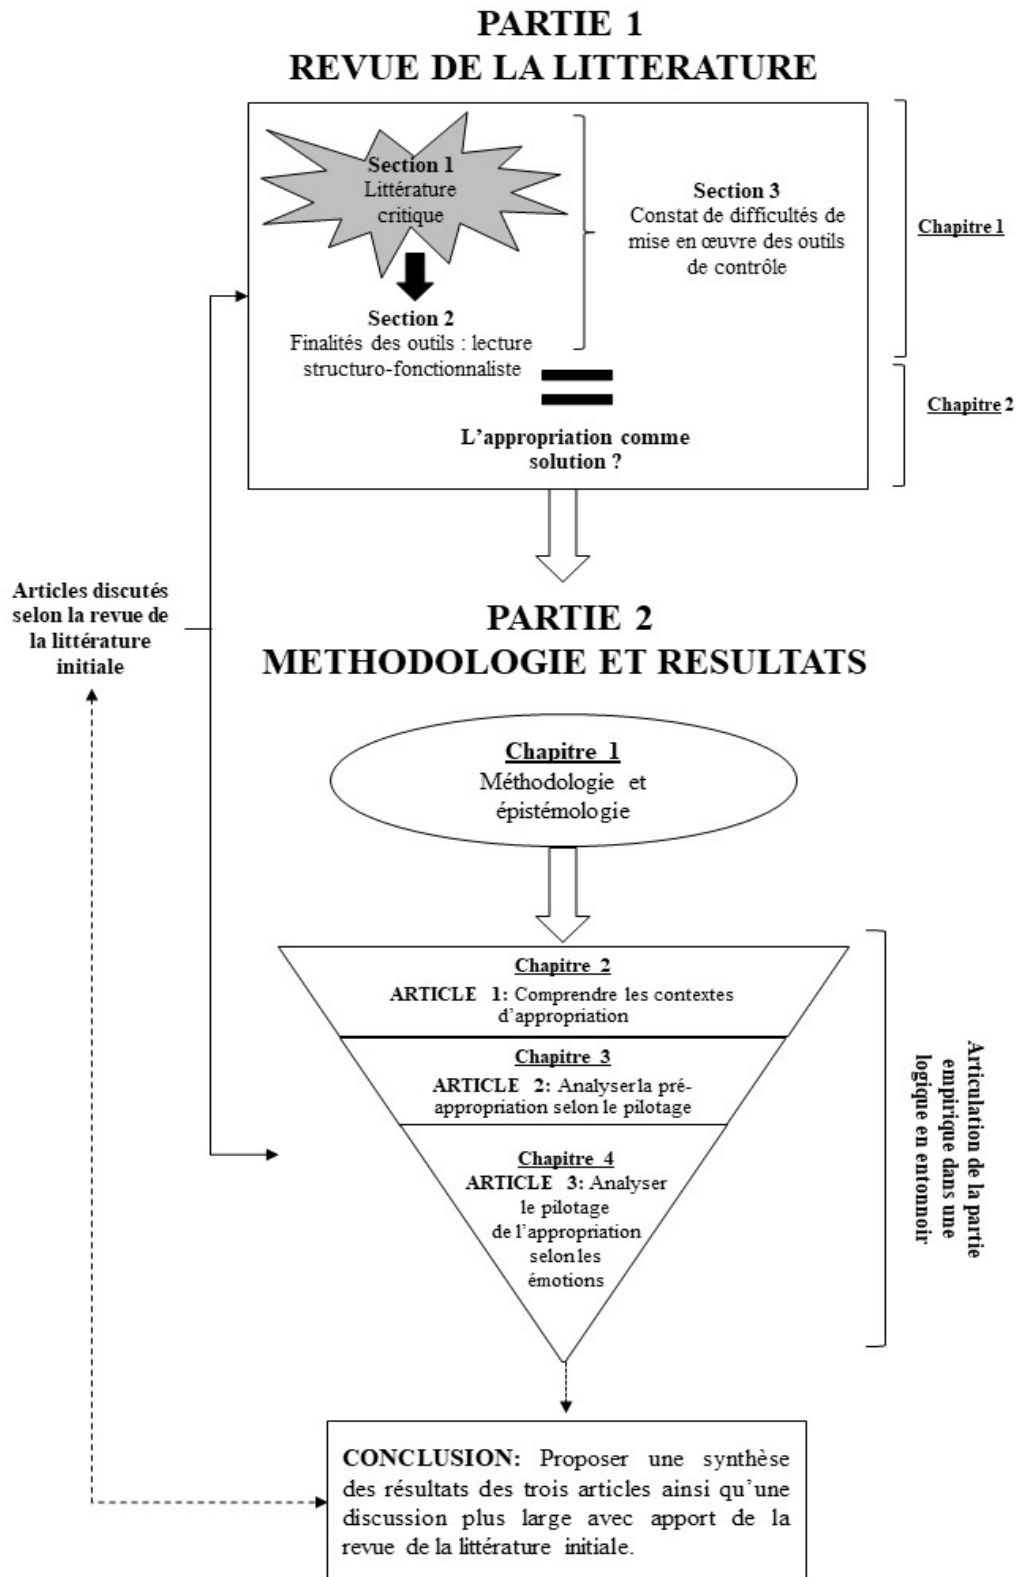 PARTIE 1
REVUE DE LA LITTERATURE
Section 1
Littérature
critique
Section 2
Finalités des outils : lecture
structuro-fonctionnaliste
Section 3
Constat de difficultés de
mise en œuvre des outils
de contrôle
Chapitre 1
L’appropriation comme
solution ?
Chapitre 2
Articles discutés
selon la revue de
la littérature
initiale
PARTIE 2
METHODOLOGIE ET RESULTATS
Chapitre 1
Méthodologie et
épistémologie
Chapitre 2
ARTICLE 1: Comprendre les contextes
d’appropriation
Chapitre 3
ARTICLE 2: Analyser la pré-
appropriation selon le pilotage
Chapitre 4
ARTICLE 3: Analyser
le pilotage
de l’appropriation
selon les
émotions
Articulation de la partie
empirique dans une
logique en entonnoir
CONCLUSION: Proposer une synthèse
des résultats des trois articles ainsi qu’une
discussion plus large avec apport de la
revue de la littérature initiale.